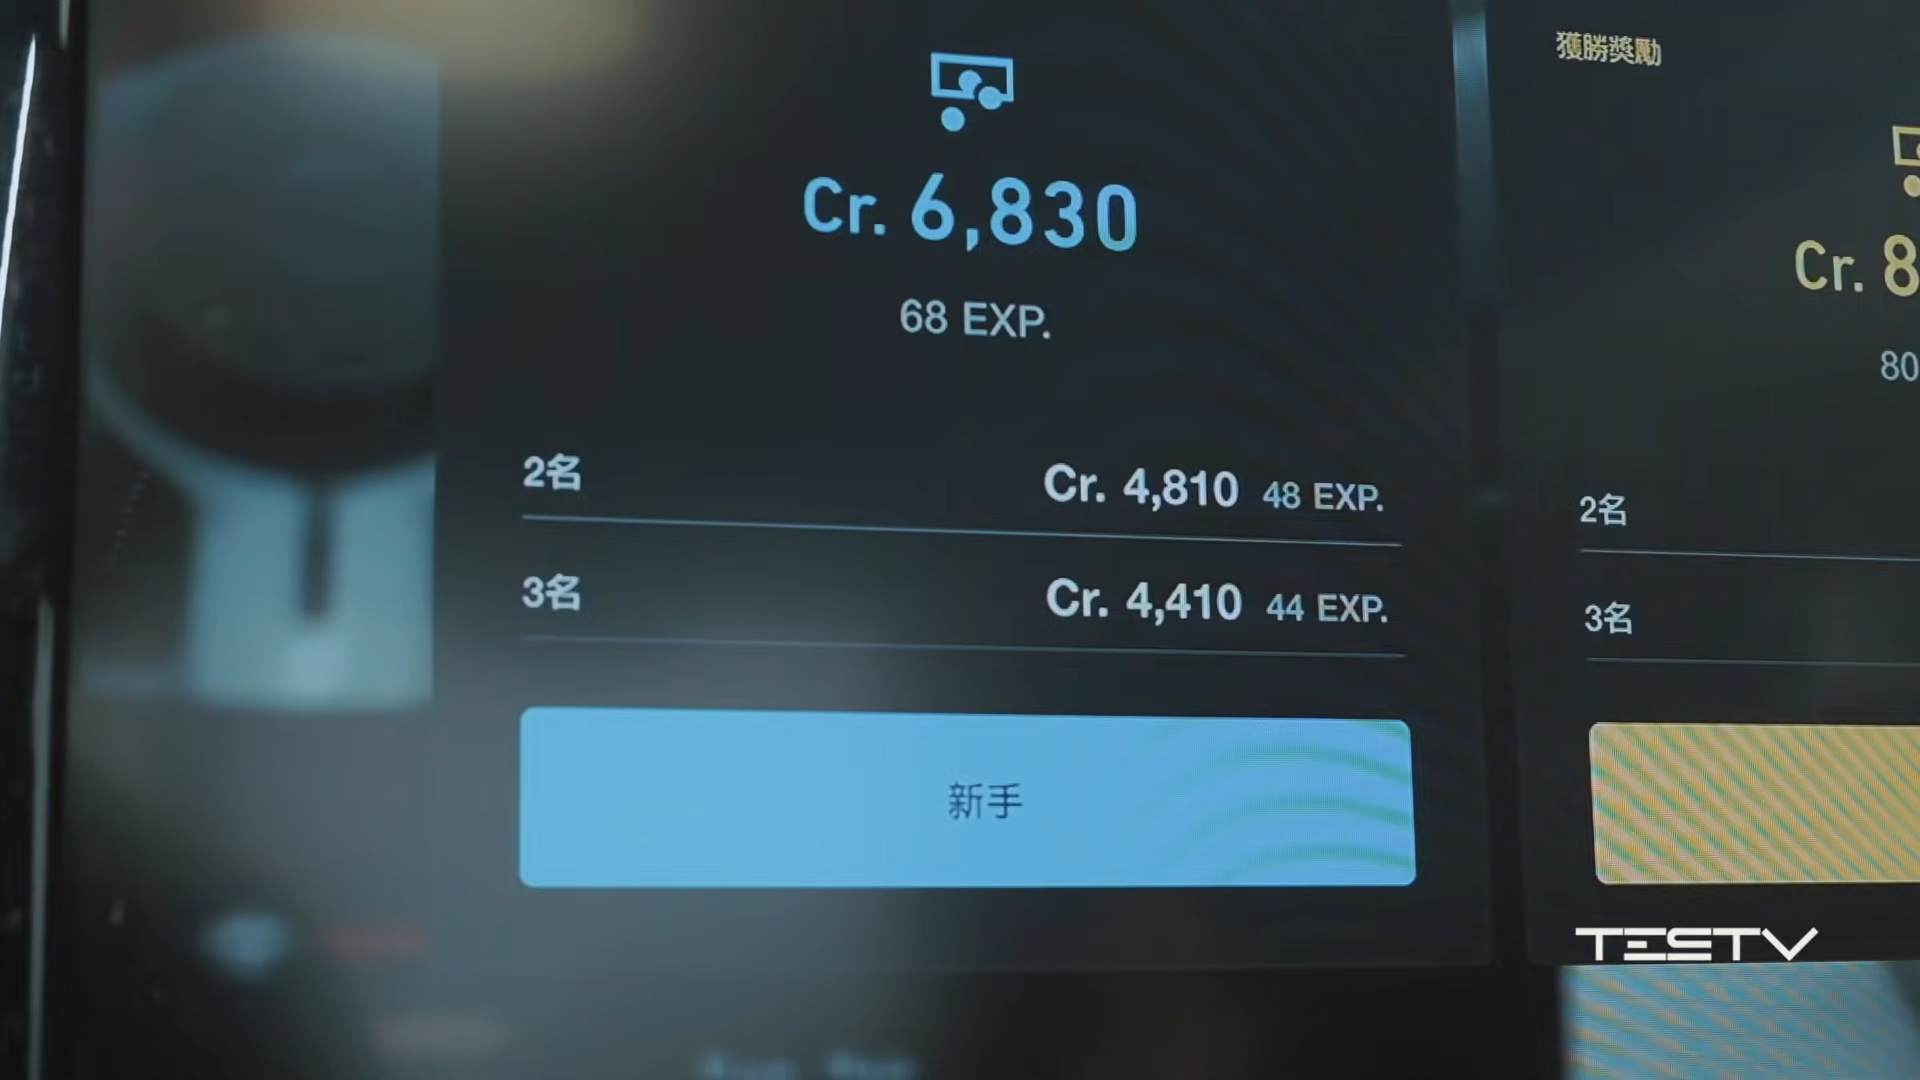 Cr. 6,830
68 EXP.
2名 Cr. 4,810 48 EXP.
3名 Cr. 4,410 44 EXP.
新手
獲勝獎勵
Cr. 8
80
2名
3名
TESTV